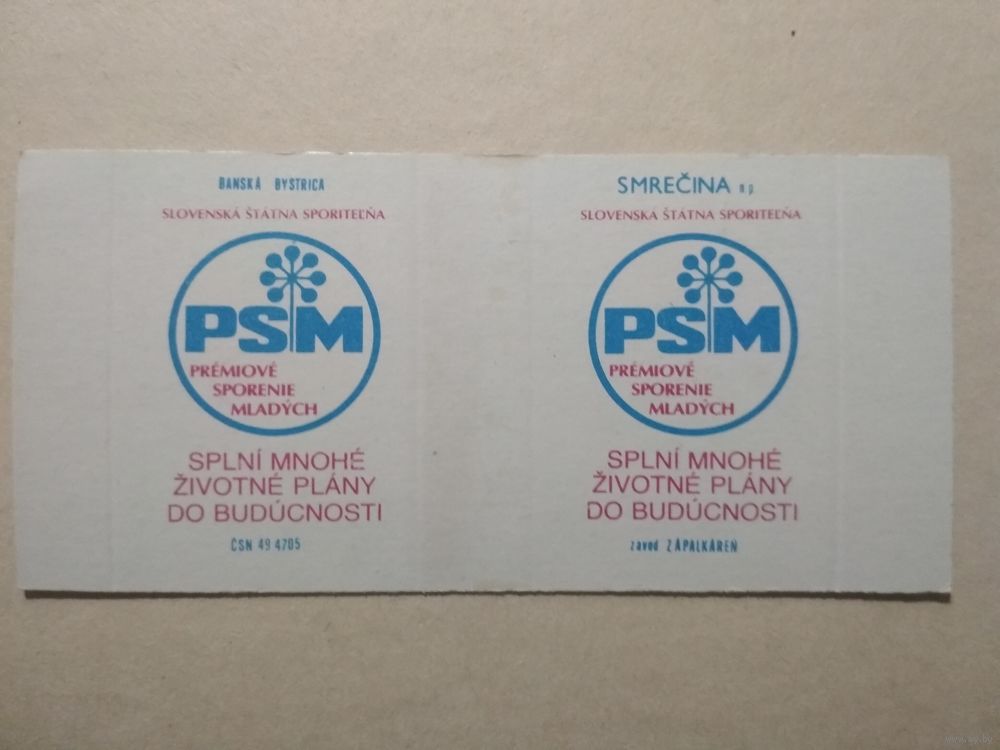 BANSKÁ BYSTRICA
SLOVENSKÁ ŠTÁTNA SPORITEĽŇA
PSM
PRÉMIOVÉ
SPORENIE
MLADÝCH
SPLNÍ MNOHÉ
ŽIVOTNÉ PLÁNY
DO BUDÚCNOSTI
ČSN 49 4705
SMREČINA n p
SLOVENSKÁ ŠTÁTNA SPORITEĽŇA
PSM
PRÉMIOVÉ
SPORENIE
MLADÝCH
SPLNÍ MNOHÉ
ŽIVOTNÉ PLÁNY
DO BUDÚCNOSTI
závod ZÁPALKÁREŇ